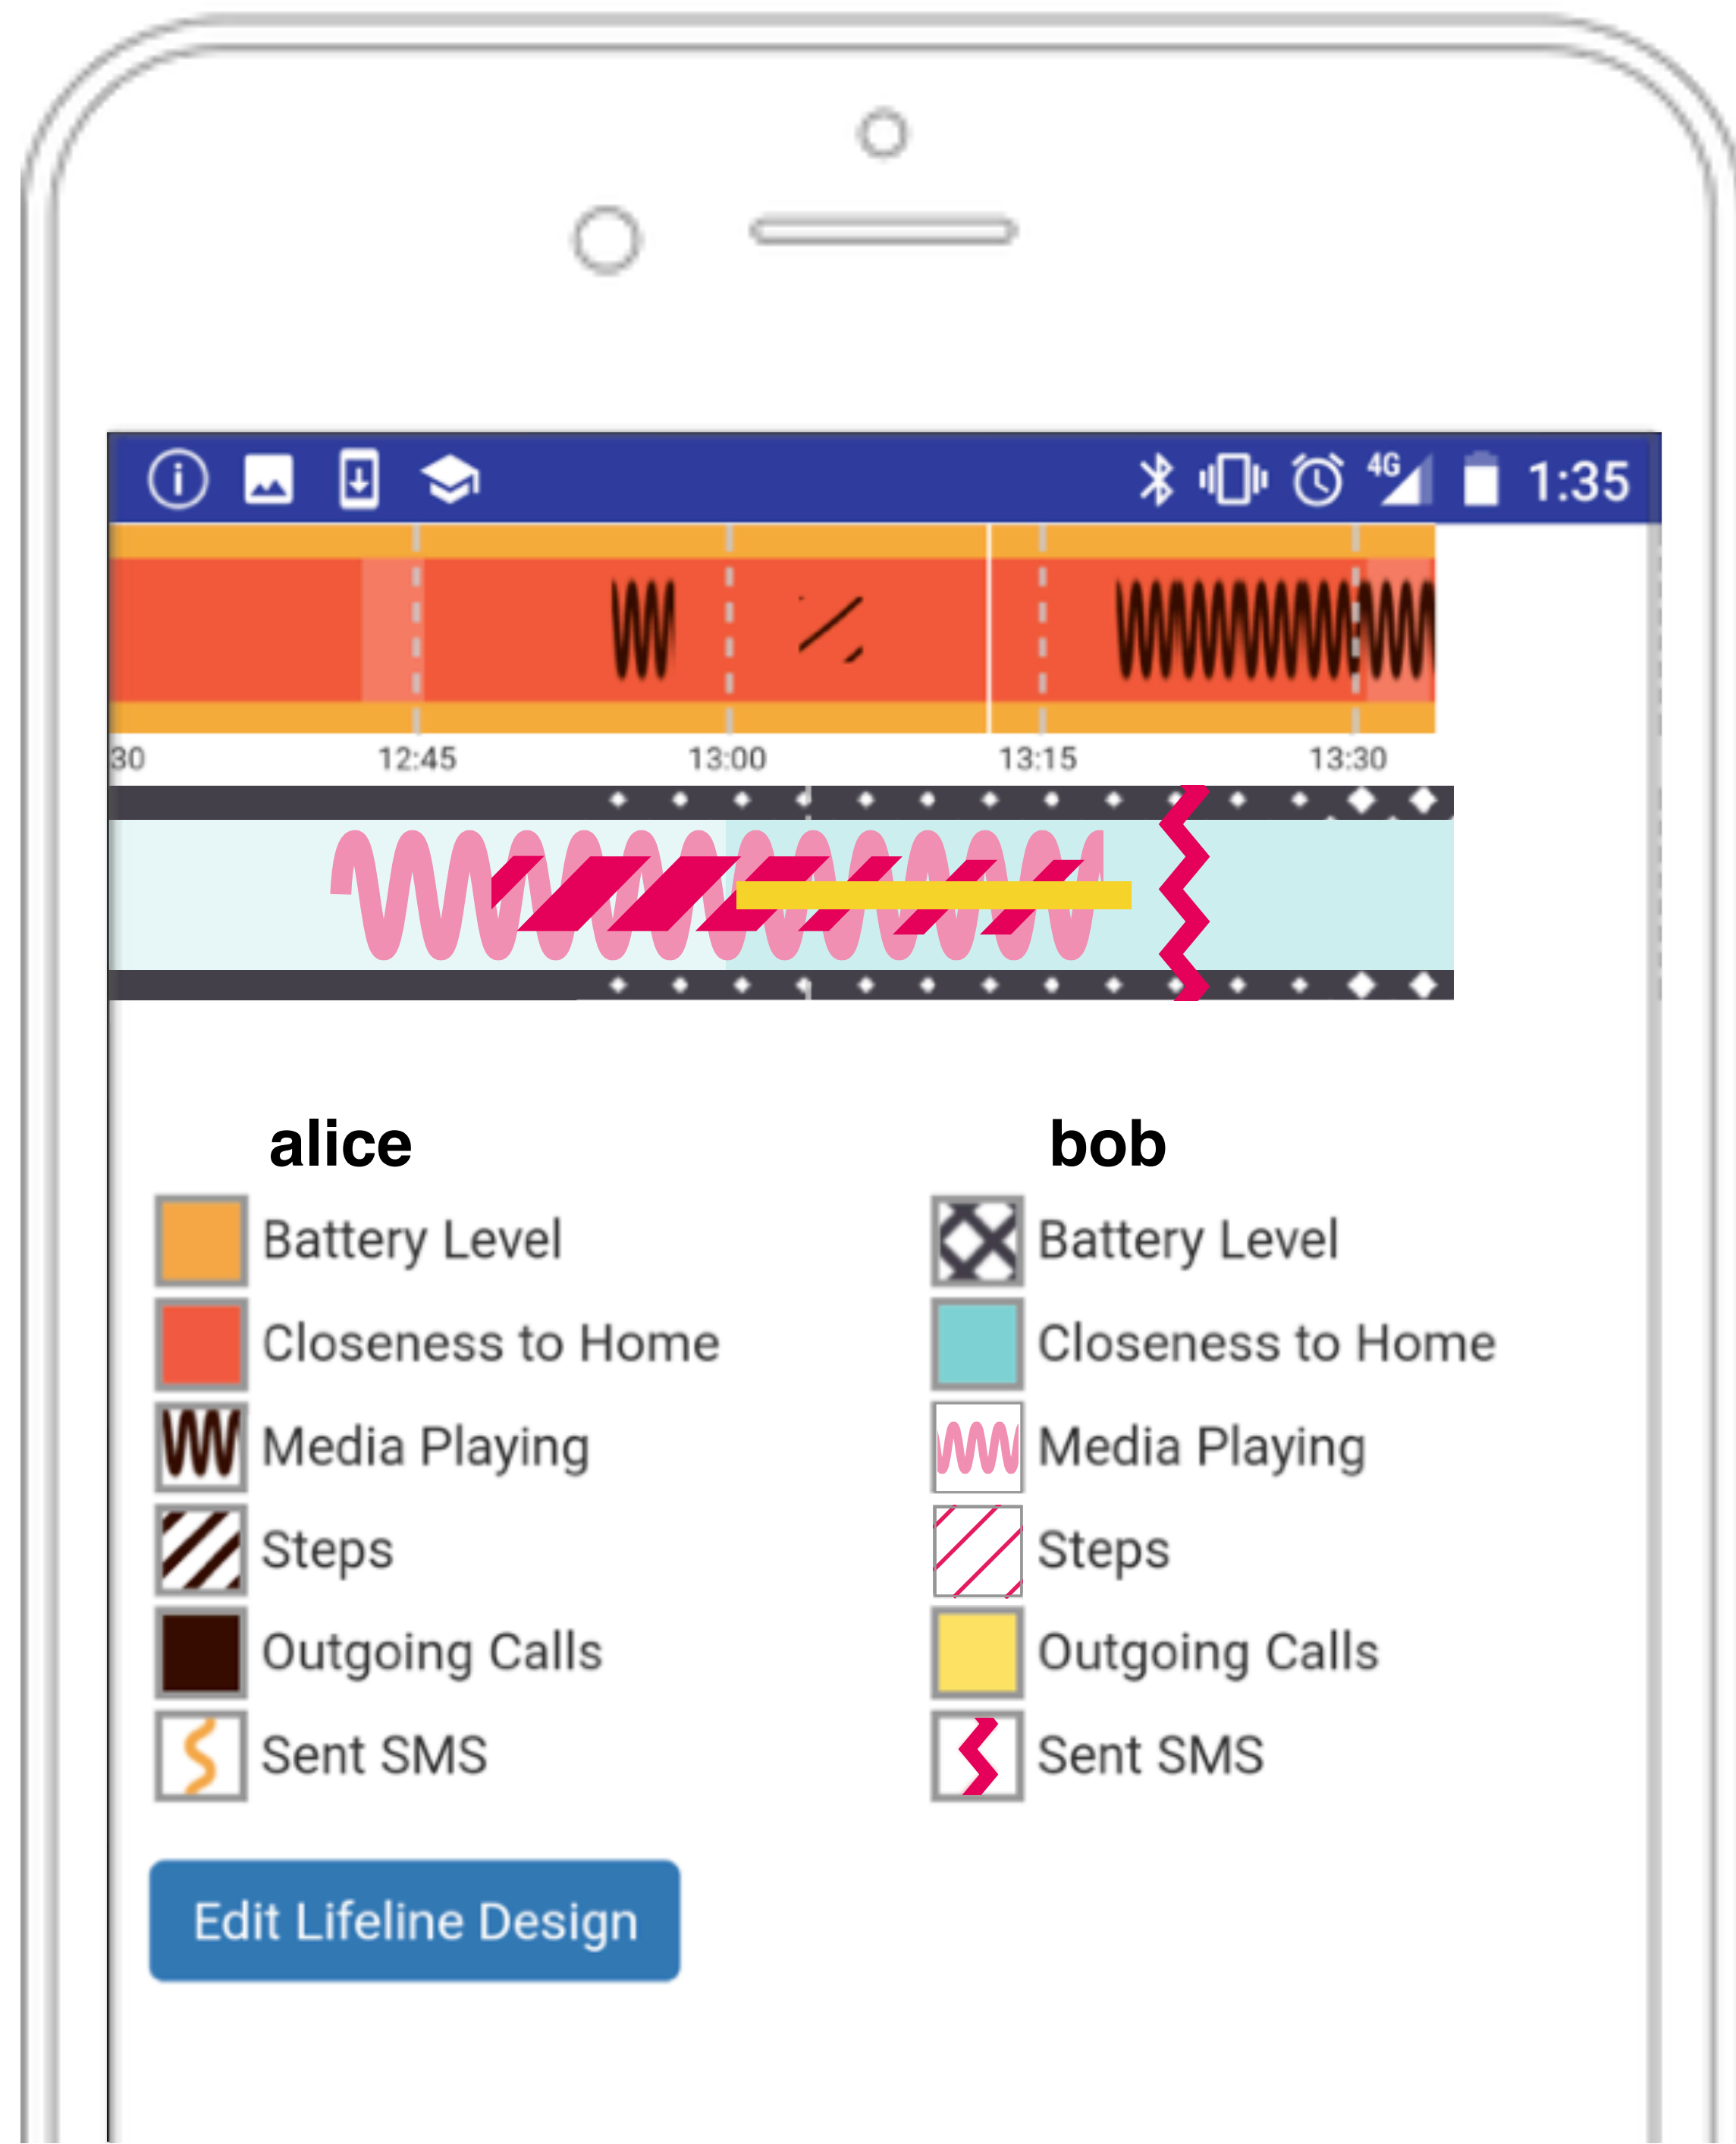 4G 1:35
30 12:45 13:00 13:15 13:30
alice bob
Battery Level Battery Level
Closeness to Home Closeness to Home
Media Playing Media Playing
Steps Steps
Outgoing Calls Outgoing Calls
Sent SMS Sent SMS
Edit Lifeline Design